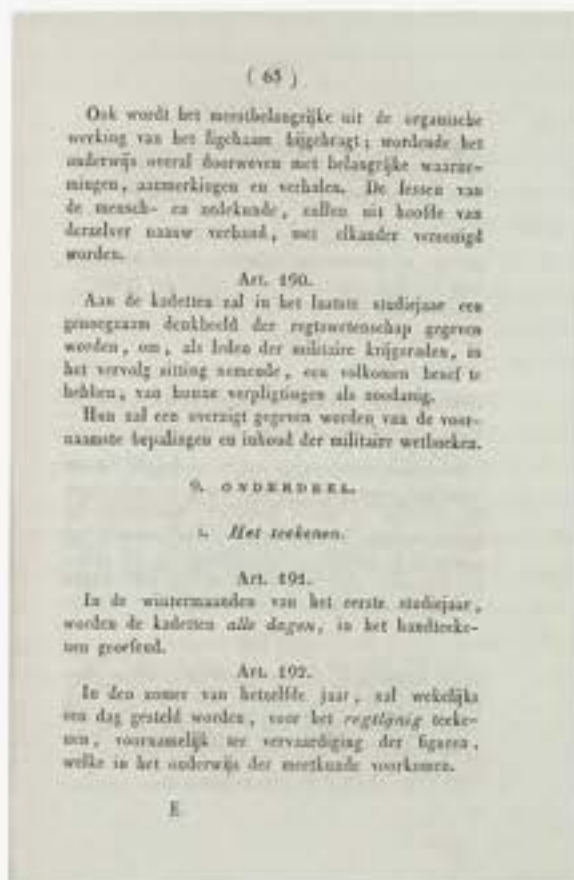 ( 65 )
Ook wordt het meestbelangrijke uit de organische
werking van het ligchaam bijgebragt; wordende het
onderwijs overal doorweven met belangrijke waarne-
mingen, aanmerkingen en verhalen. De lessen van
de mensch- en zedekunde, zullen uit hoofde van
derzelver naauw verband, met elkander vereenigd
worden.
Art. 190.
Aan de kadetten zal in het laatste studiejaar een
genoegzaam denkbeeld der regtswetenschap gegeven
worden, om, als leden der militaire krijgsraden, in
het vervolg zitting nemende, een volkomen besef te
hebben, van hunne verpligtingen als zoodanig.
Hun zal een overzigt gegeven worden van de voor-
naamste bepalingen en inhoud der militaire wetboeken.
9. ONDERDEEL.
1. Het teekenen.
Art. 191.
In de wintermaanden van het eerste studiejaar,
worden de kadetten alle dagen, in het handteeke-
nen geoefend.
Art. 192.
In den zomer van hetzelfde jaar, zal wekelijks
een dag gesteld worden, voor het regtlijnig teeke-
nen, voornamelijk ter vervaardiging der figuren,
welke in het onderwijs der meetkunde voorkomen.
E